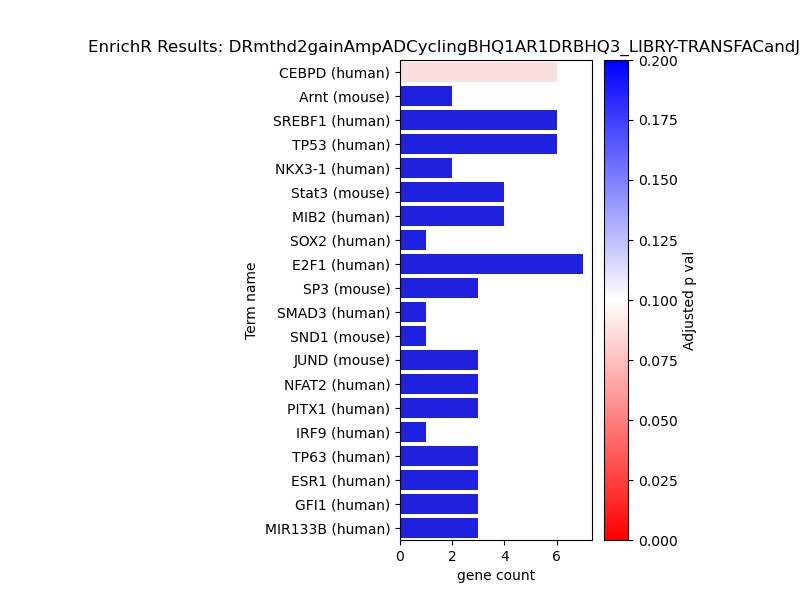 EnrichR Results: DRmthd2gainAmpADCyclingBHQ1AR1DRBHQ3_LIBRY-TRANSFACandJ
CEBPD (human)
Arnt (mouse)
SREBF1 (human)
TP53 (human)
NKX3-1 (human)
Stat3 (mouse)
MIB2 (human)
SOX2 (human)
E2F1 (human)
SP3 (mouse)
SMAD3 (human)
SND1 (mouse)
JUND (mouse)
NFAT2 (human)
PITX1 (human)
IRF9 (human)
TP63 (human)
ESR1 (human)
GFI1 (human)
MIR133B (human)
Term name
0 2 4 6
gene count
0.200
0.175
0.150
0.125
0.100
0.075
0.050
0.025
0.000
Adjusted p val